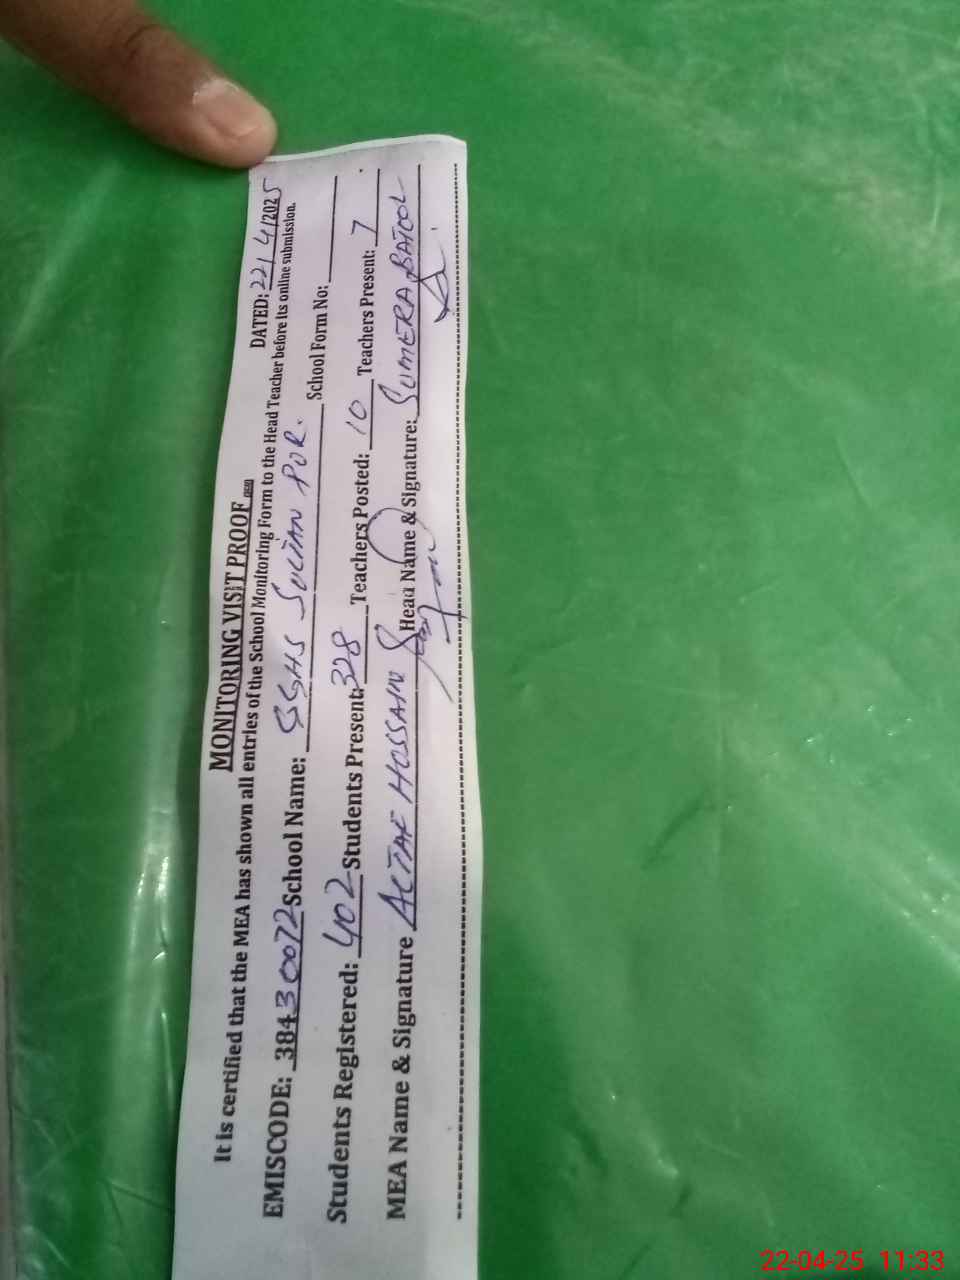 MONITORING VISIT PROOF
DATED: 22/4/2025
It is certified that the MEA has shown all entries of the School Monitoring Form to the Head Teacher before its online submission.
EMISCODE: 38430072 School Name: GGHS SULTAN PUR. School Form No:
Students Registered: 402 Students Present: 328 Teachers Posted: 10 Teachers Present: 7
MEA Name & Signature ALTAF HOSSAIN Head Name & Signature: SUMERA BATOOL
22-04-25 11:33